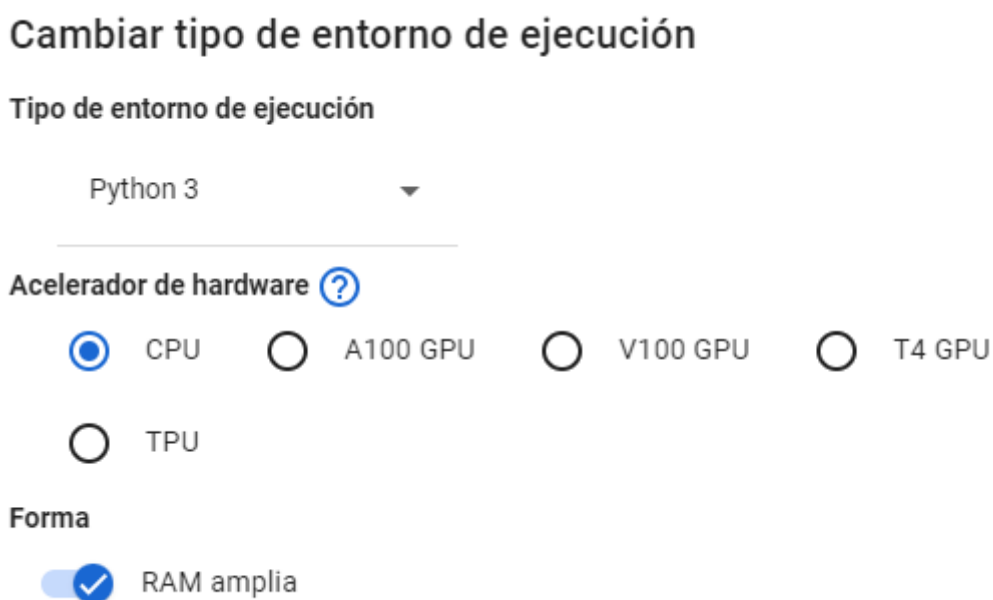 Cambiar tipo de entorno de ejecución
Tipo de entorno de ejecución
Python 3
Acelerador de hardware ?
CPU A100 GPU V100 GPU T4 GPU
TPU
Forma
RAM amplia